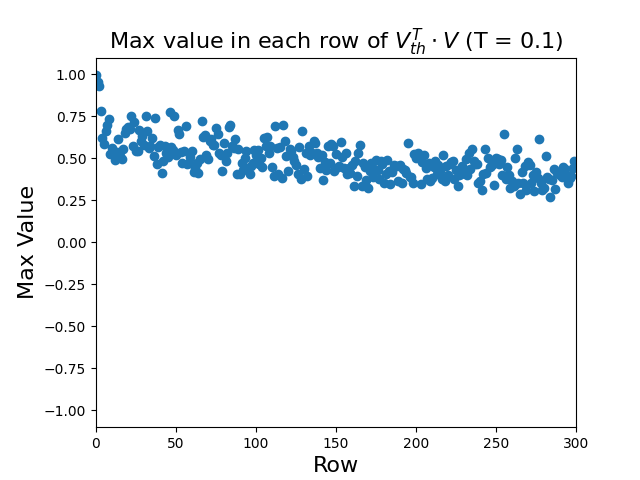 Max value in each row of $V_{th}^{T} \cdot V$ (T = 0.1)
Max Value
1.00
0.75
0.50
0.25
0.00
−0.25
−0.50
−0.75
−1.00
0 50 100 150 200 250 300
Row